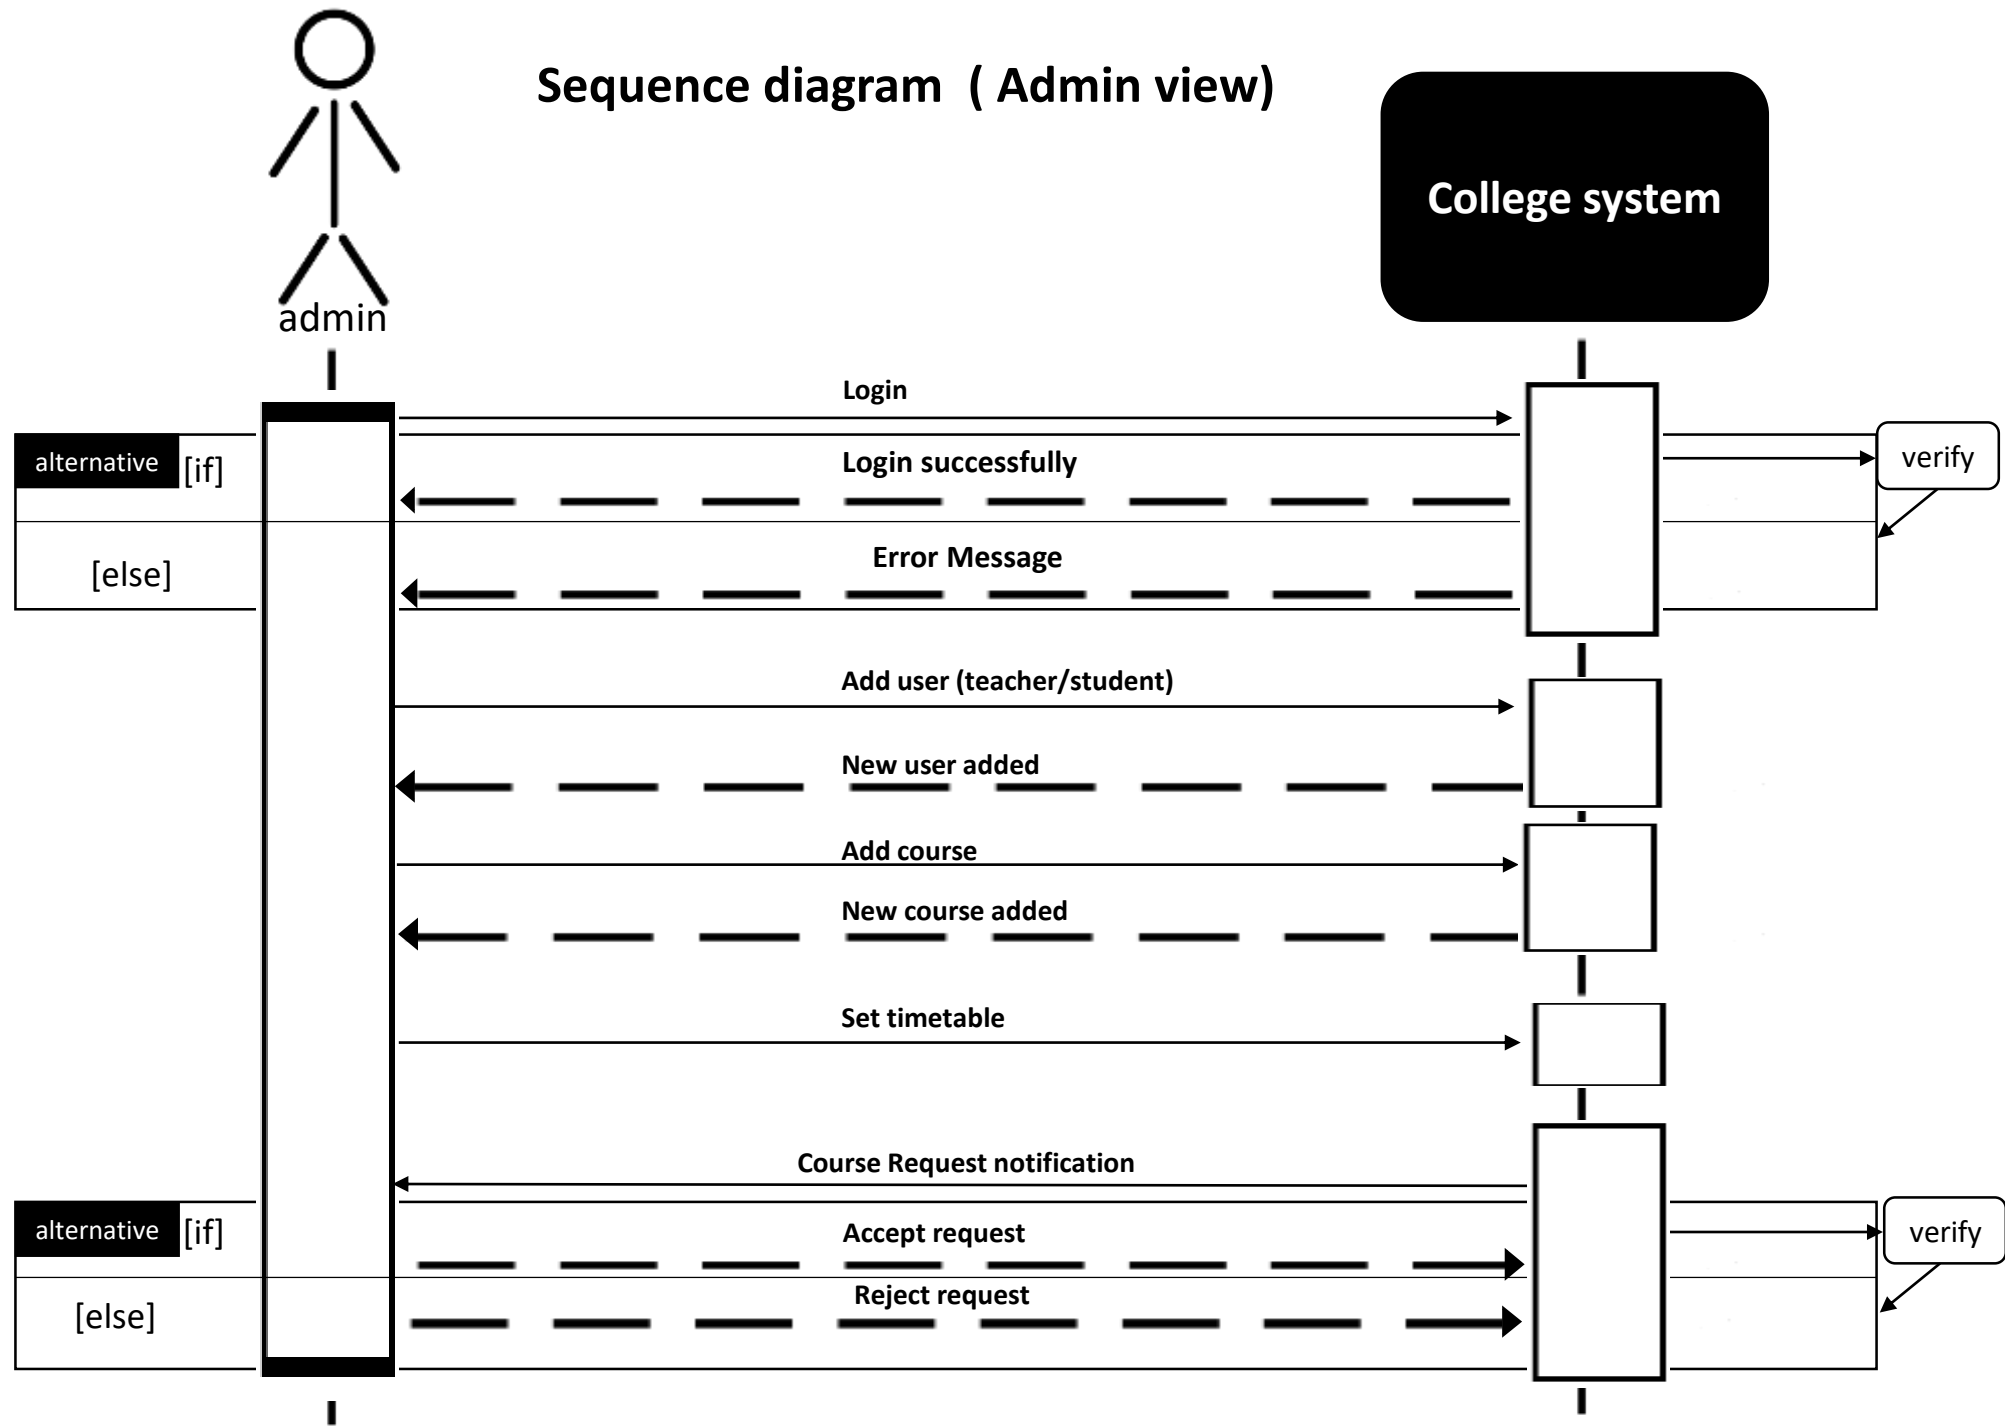 Sequence diagram  ( Admin view)
College system
admin
Login
alternative [if]
Login successfully
verify
[else]
Error Message
Add user (teacher/student)
New user added
Add course
New course added
Set timetable
Course Request notification
alternative [if]
Accept request
verify
Reject request
[else]